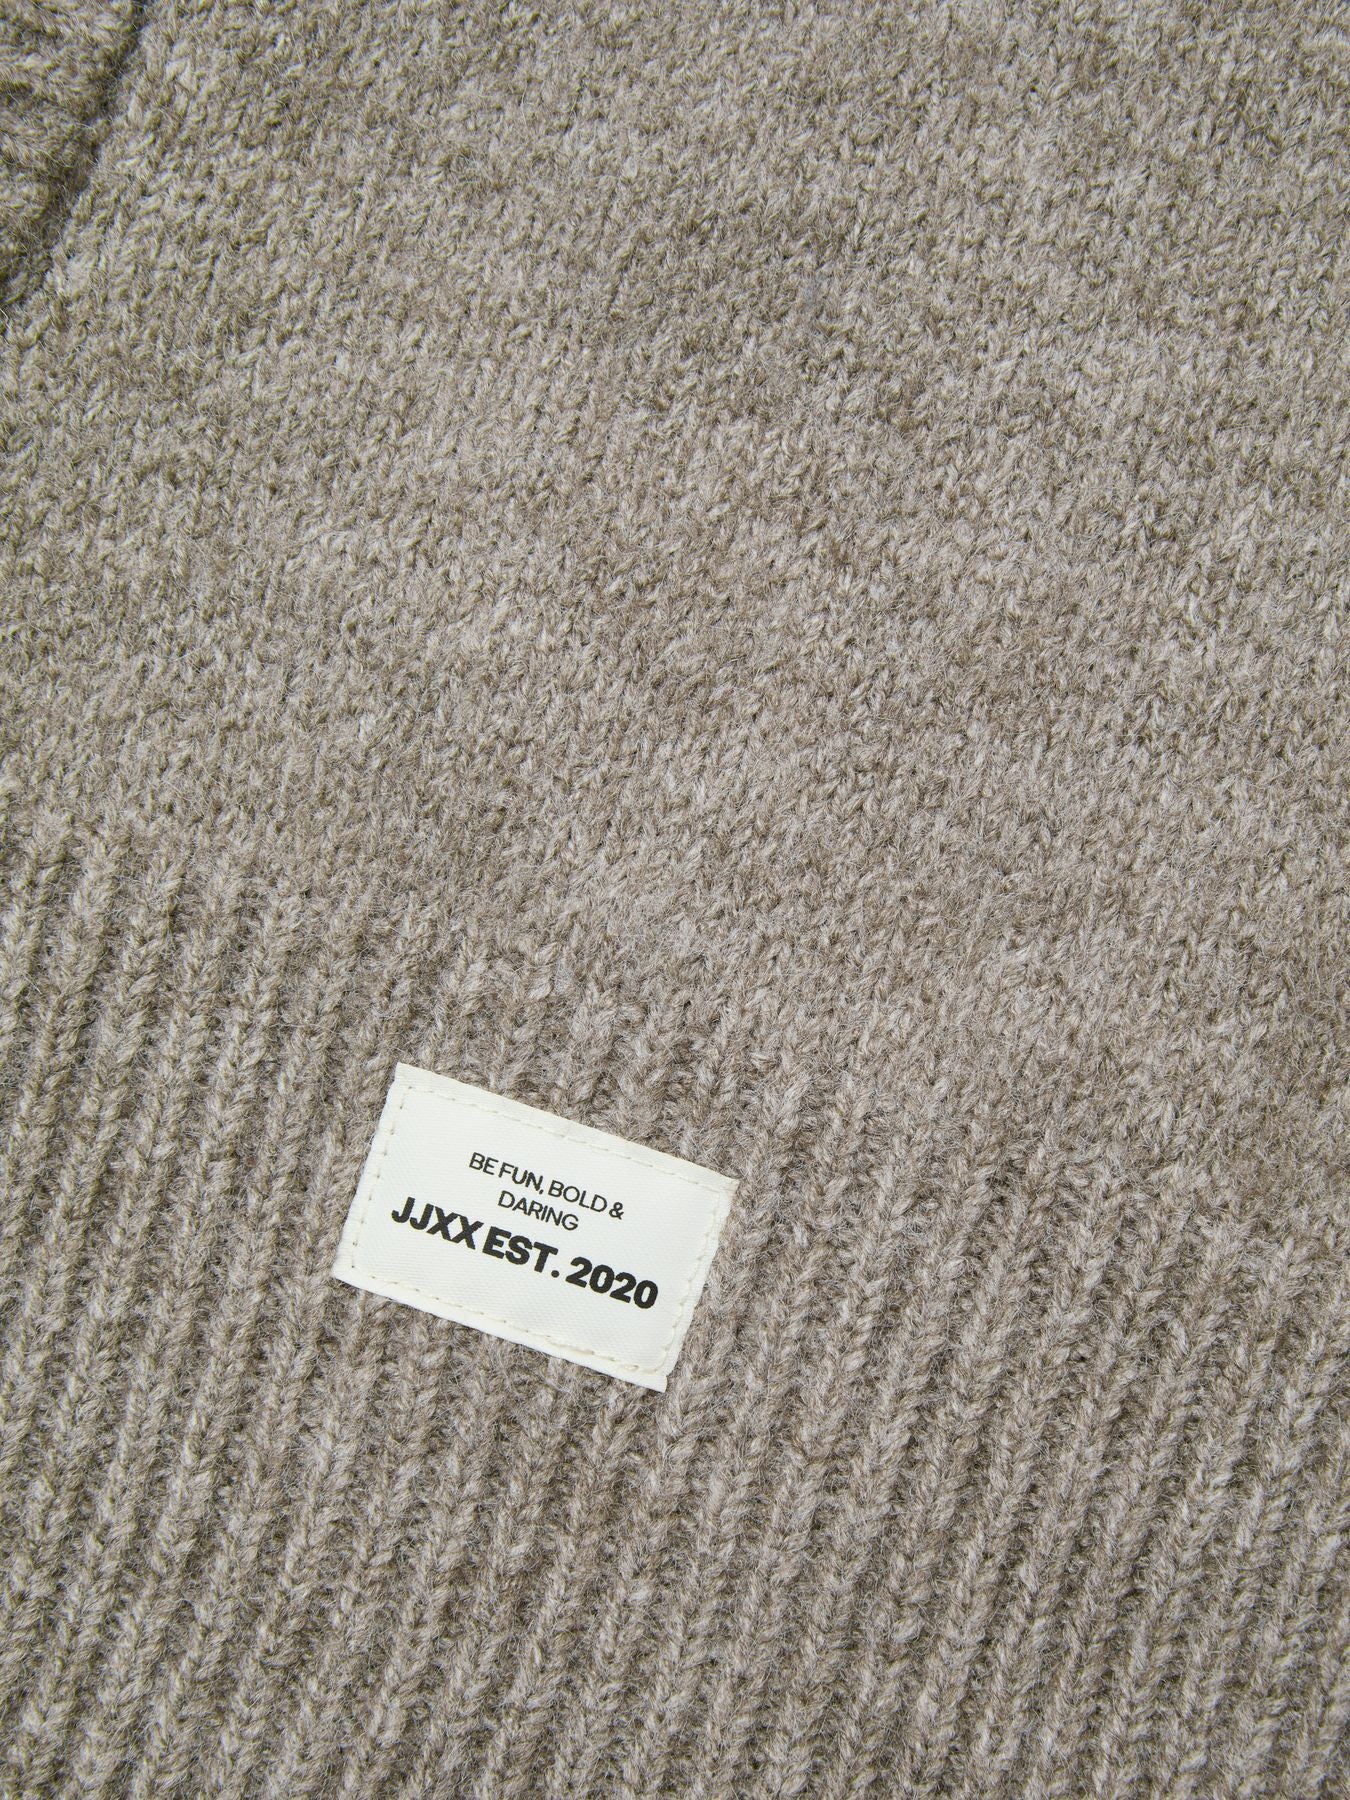 BE FUN, BOLD &
DARING
JJXX EST. 2020